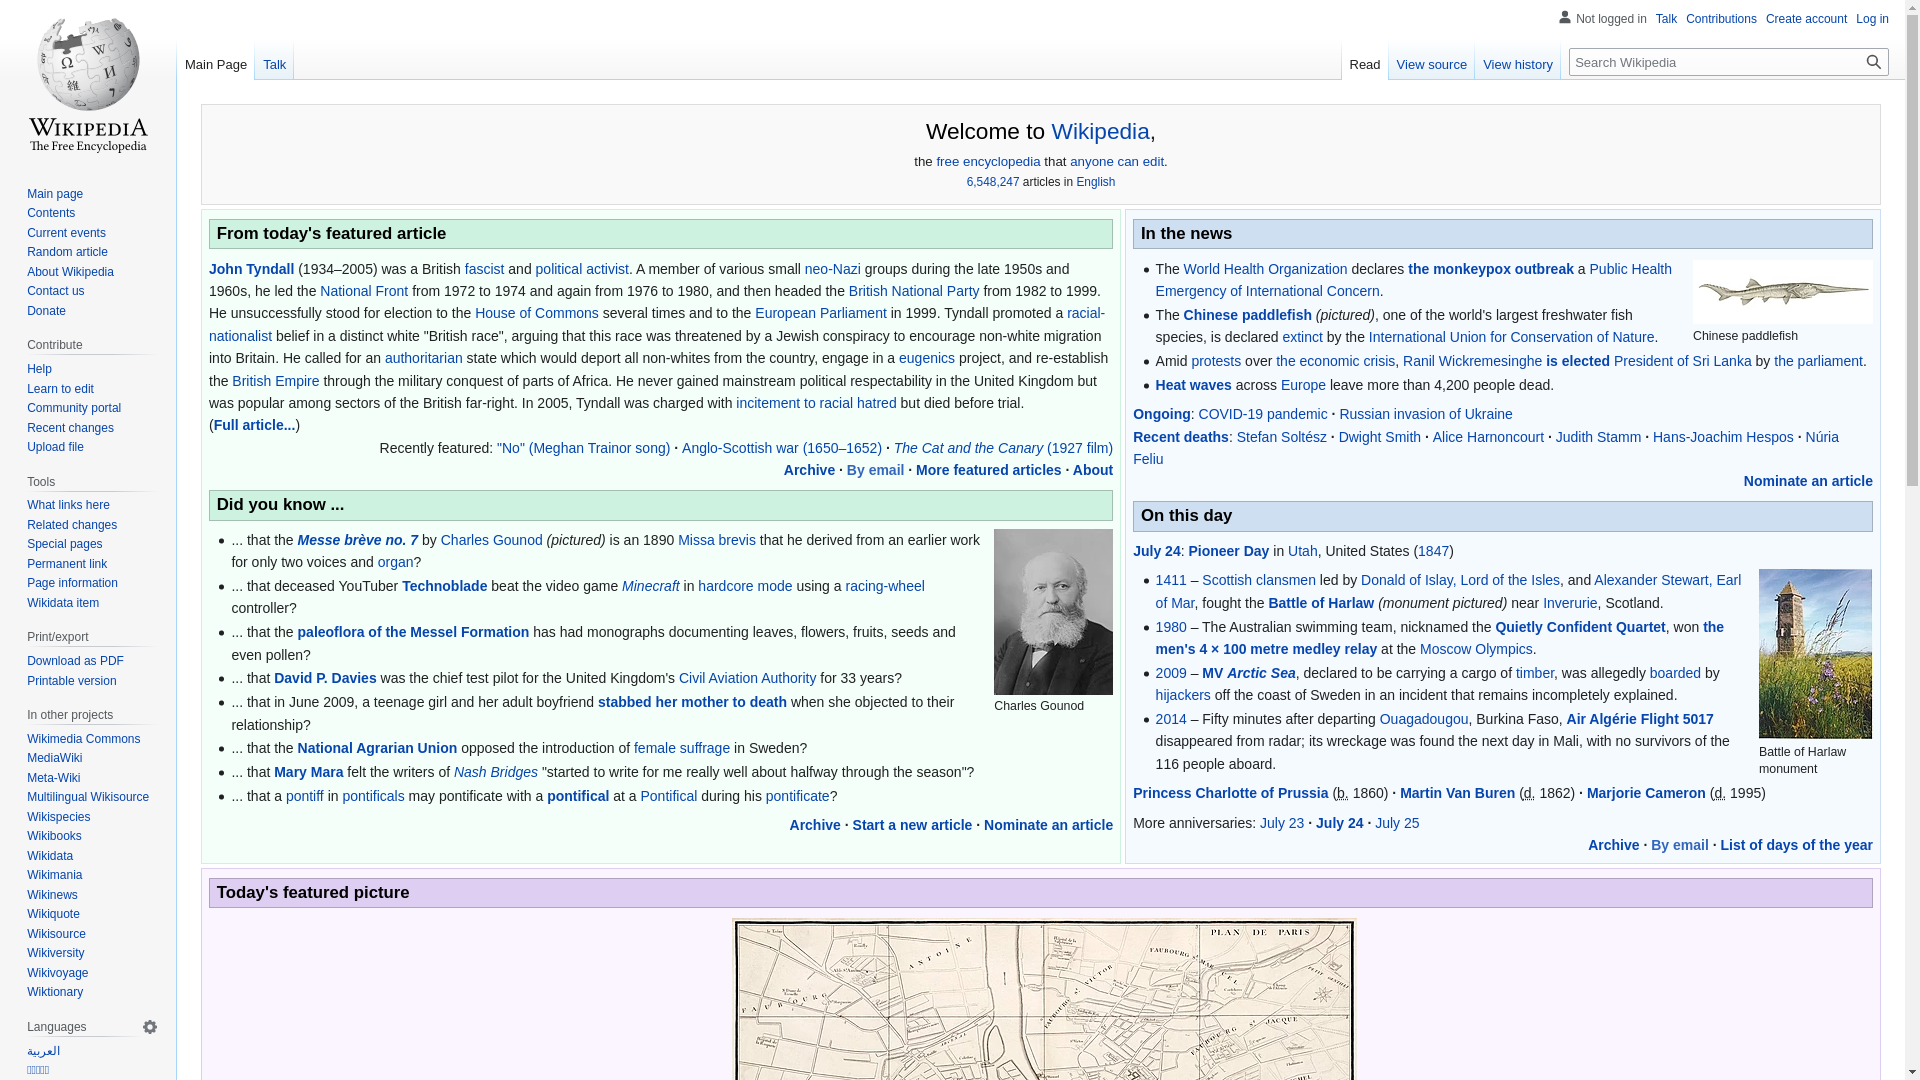 Not logged in Talk Contributions Create account Log in
WIKIPEDIA
The Free Encyclopedia
Main Page Talk
Read View source View history Search Wikipedia
Main page
Contents
Current events
Random article
About Wikipedia
Contact us
Donate
Contribute
Help
Learn to edit
Community portal
Recent changes
Upload file
Tools
What links here
Related changes
Special pages
Permanent link
Page information
Wikidata item
Print/export
Download as PDF
Printable version
In other projects
Wikimedia Commons
MediaWiki
Meta-Wiki
Multilingual Wikisource
Wikispecies
Wikibooks
Wikidata
Wikimania
Wikinews
Wikiquote
Wikisource
Wikiversity
Wikivoyage
Wiktionary
Languages
العربية
Welcome to Wikipedia,
the free encyclopedia that anyone can edit.
6,548,247 articles in English
From today's featured article
John Tyndall (1934–2005) was a British fascist and political activist. A member of various small neo-Nazi groups during the late 1950s and
1960s, he led the National Front from 1972 to 1974 and again from 1976 to 1980, and then headed the British National Party from 1982 to 1999.
He unsuccessfully stood for election to the House of Commons several times and to the European Parliament in 1999. Tyndall promoted a racial-
nationalist belief in a distinct white "British race", arguing that this race was threatened by a Jewish conspiracy to encourage non-white migration
into Britain. He called for an authoritarian state which would deport all non-whites from the country, engage in a eugenics project, and re-establish
the British Empire through the military conquest of parts of Africa. He never gained mainstream political respectability in the United Kingdom but
was popular among sectors of the British far-right. In 2005, Tyndall was charged with incitement to racial hatred but died before trial.
(Full article...)
Recently featured: "No" (Meghan Trainor song) · Anglo-Scottish war (1650–1652) · The Cat and the Canary (1927 film)
Archive · By email · More featured articles · About
Did you know ...
... that the Messe brève no. 7 by Charles Gounod (pictured) is an 1890 Missa brevis that he derived from an earlier work
for only two voices and organ?
... that deceased YouTuber Technoblade beat the video game Minecraft in hardcore mode using a racing-wheel
controller?
... that the paleoflora of the Messel Formation has had monographs documenting leaves, flowers, fruits, seeds and
even pollen?
... that David P. Davies was the chief test pilot for the United Kingdom's Civil Aviation Authority for 33 years?
... that in June 2009, a teenage girl and her adult boyfriend stabbed her mother to death when she objected to their
relationship?
... that the National Agrarian Union opposed the introduction of female suffrage in Sweden?
... that Mary Mara felt the writers of Nash Bridges "started to write for me really well about halfway through the season"?
... that a pontiff in pontificals may pontificate with a pontifical at a Pontifical during his pontificate?
Charles Gounod
Archive · Start a new article · Nominate an article
In the news
The World Health Organization declares the monkeypox outbreak a Public Health
Emergency of International Concern.
The Chinese paddlefish (pictured), one of the world's largest freshwater fish
species, is declared extinct by the International Union for Conservation of Nature.
Chinese paddlefish
Amid protests over the economic crisis, Ranil Wickremesinghe is elected President of Sri Lanka by the parliament.
Heat waves across Europe leave more than 4,200 people dead.
Ongoing: COVID-19 pandemic · Russian invasion of Ukraine
Recent deaths: Stefan Soltész · Dwight Smith · Alice Harnoncourt · Judith Stamm · Hans-Joachim Hespos · Núria
Feliu
Nominate an article
On this day
July 24: Pioneer Day in Utah, United States (1847)
1411 – Scottish clansmen led by Donald of Islay, Lord of the Isles, and Alexander Stewart, Earl
of Mar, fought the Battle of Harlaw (monument pictured) near Inverurie, Scotland.
1980 – The Australian swimming team, nicknamed the Quietly Confident Quartet, won the
men's 4 × 100 metre medley relay at the Moscow Olympics.
2009 – MV Arctic Sea, declared to be carrying a cargo of timber, was allegedly boarded by
hijackers off the coast of Sweden in an incident that remains incompletely explained.
2014 – Fifty minutes after departing Ouagadougou, Burkina Faso, Air Algérie Flight 5017
disappeared from radar; its wreckage was found the next day in Mali, with no survivors of the
116 people aboard.
Battle of Harlaw
monument
Princess Charlotte of Prussia (b. 1860) · Martin Van Buren (d. 1862) · Marjorie Cameron (d. 1995)
More anniversaries: July 23 · July 24 · July 25
Archive · By email · List of days of the year
Today's featured picture
PLAN DE PARIS
FAUBOURG
ANTOINE
FAUBOURG ST VICTOR
FAUBOURG ST MARCEL
FAUBOURG ST JACQUE